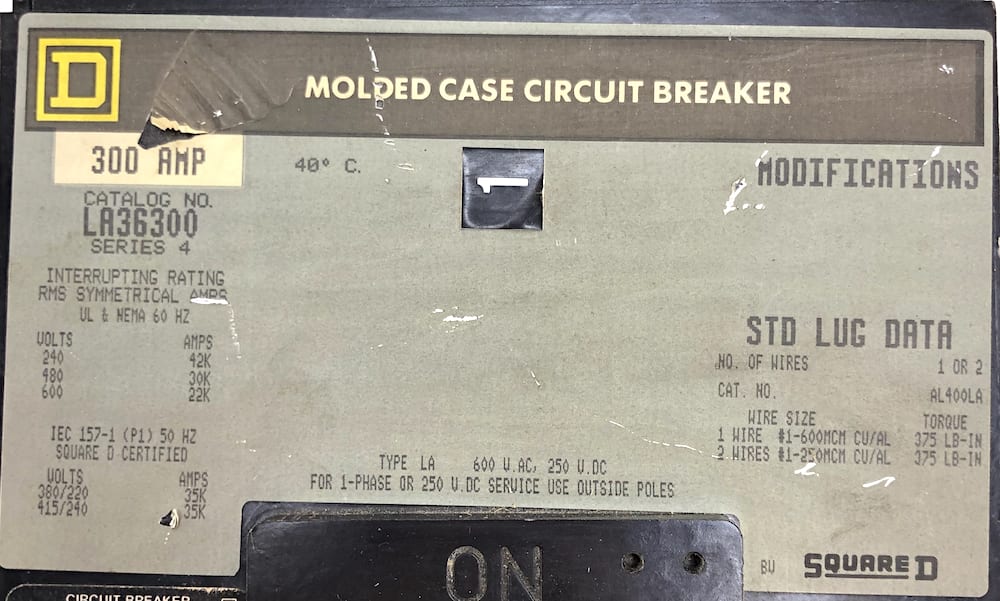 D
MOLDED CASE CIRCUIT BREAKER
300 AMP
40° C.
1
CATALOG NO.
LA36300
SERIES 4
INTERRUPTING RATING
RMS SYMMETRICAL AMPS
UL & NEMA 60 HZ
VOLTS AMPS
240 42K
480 30K
600 22K
IEC 157-1 (P1) 50 HZ
SQUARE D CERTIFIED
VOLTS AMPS
380/220 35K
415/240 35K
TYPE LA 600 V.AC, 250 V.DC
FOR 1-PHASE OR 250 V.DC SERVICE USE OUTSIDE POLES
MODIFICATIONS
STD LUG DATA
NO. OF WIRES 1 OR 2
CAT. NO. AL400LA
WIRE SIZE TORQUE
1 WIRE #1-600MCM CU/AL 375 LB-IN
2 WIRES #1-250MCM CU/AL 375 LB-IN
BW SQUARE D
ON
CIRCUIT BREAKER